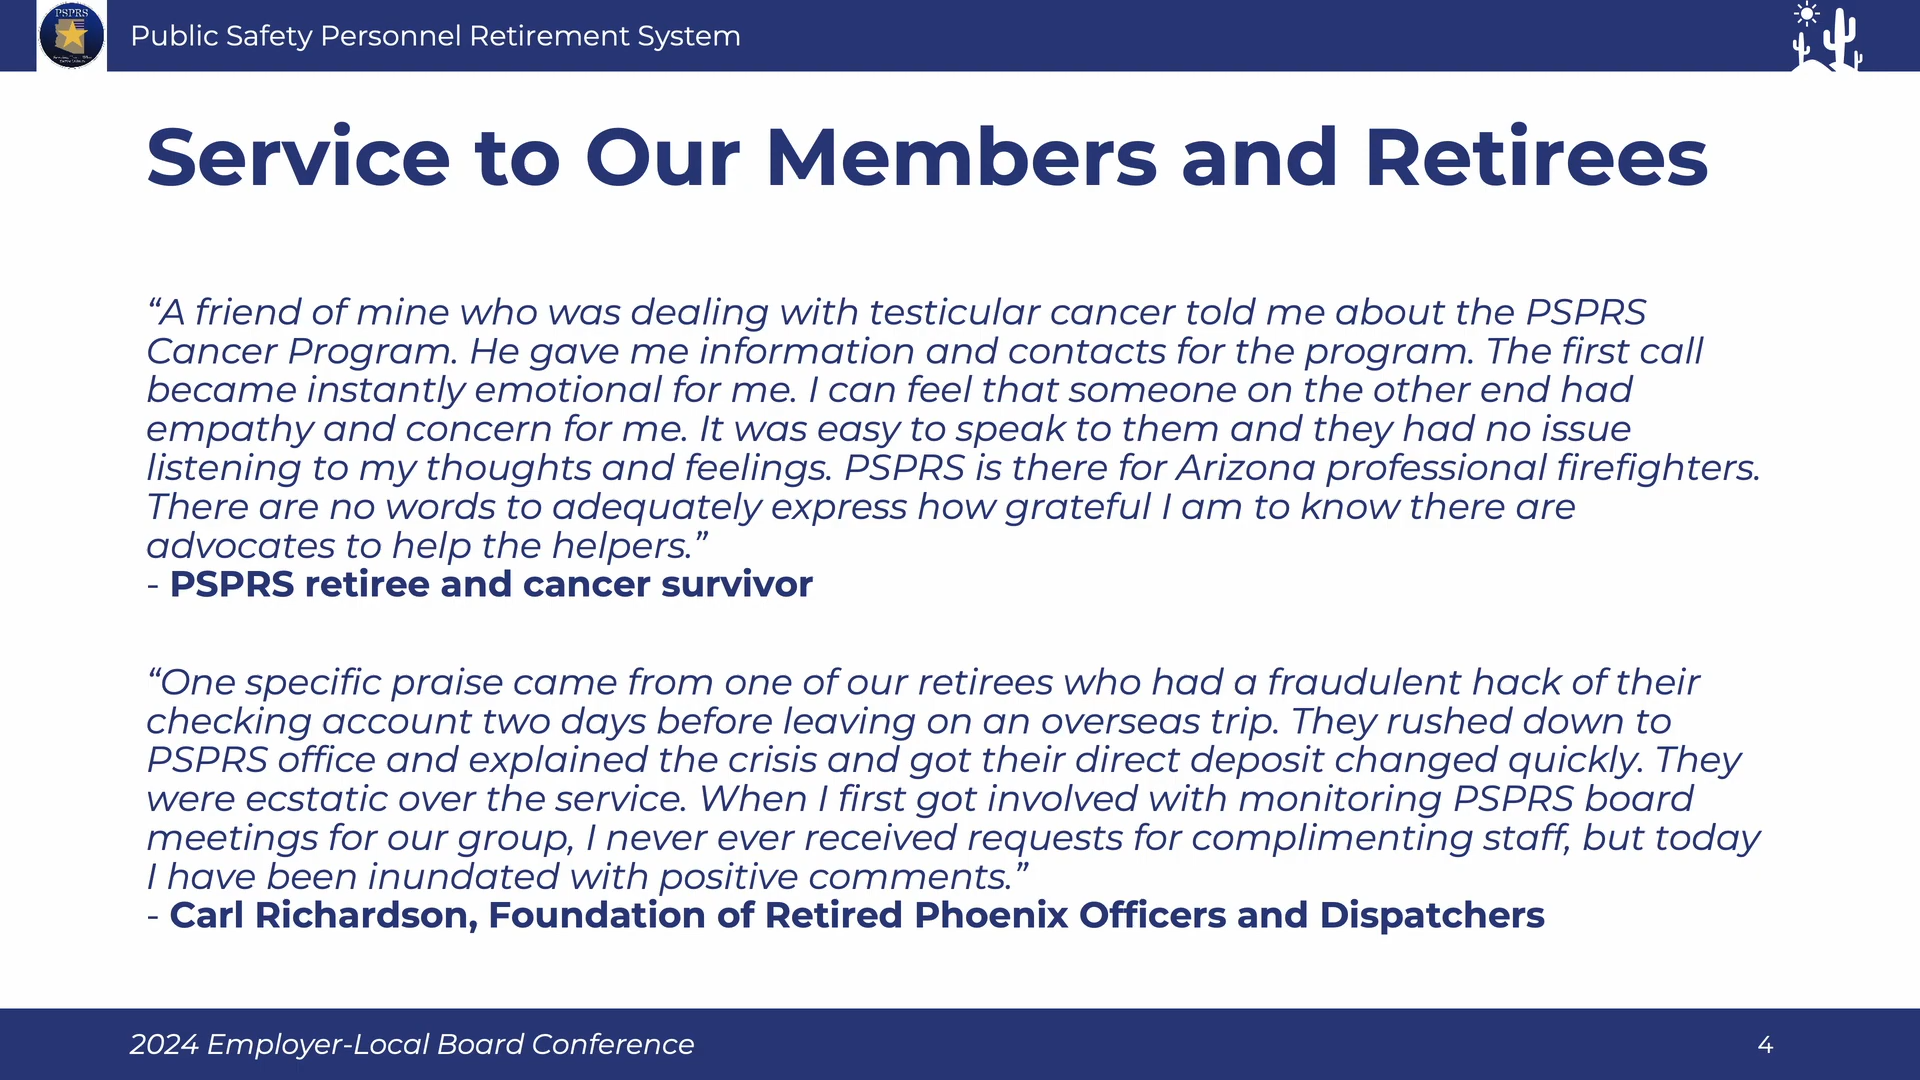 PSPRS
Public Safety Personnel Retirement System
Service to Our Members and Retirees
“A friend of mine who was dealing with testicular cancer told me about the PSPRS
Cancer Program. He gave me information and contacts for the program. The first call
became instantly emotional for me. I can feel that someone on the other end had
empathy and concern for me. It was easy to speak to them and they had no issue
listening to my thoughts and feelings. PSPRS is there for Arizona professional firefighters.
There are no words to adequately express how grateful I am to know there are
advocates to help the helpers.”
- PSPRS retiree and cancer survivor
“One specific praise came from one of our retirees who had a fraudulent hack of their
checking account two days before leaving on an overseas trip. They rushed down to
PSPRS office and explained the crisis and got their direct deposit changed quickly. They
were ecstatic over the service. When I first got involved with monitoring PSPRS board
meetings for our group, I never ever received requests for complimenting staff, but today
I have been inundated with positive comments.”
- Carl Richardson, Foundation of Retired Phoenix Officers and Dispatchers
2024 Employer-Local Board Conference
4